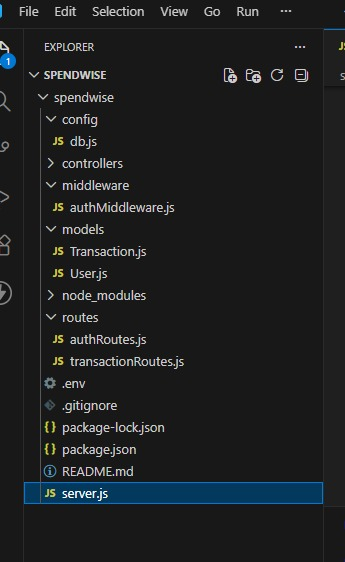 File Edit Selection View Go Run ...
EXPLORER ...
SPENDWISE
1
spendwise
config
JS db.js
controllers
middleware
JS authMiddleware.js
models
JS Transaction.js
JS User.js
node_modules
routes
JS authRoutes.js
JS transactionRoutes.js
.env
.gitignore
{ } package-lock.json
{ } package.json
README.md
JS server.js